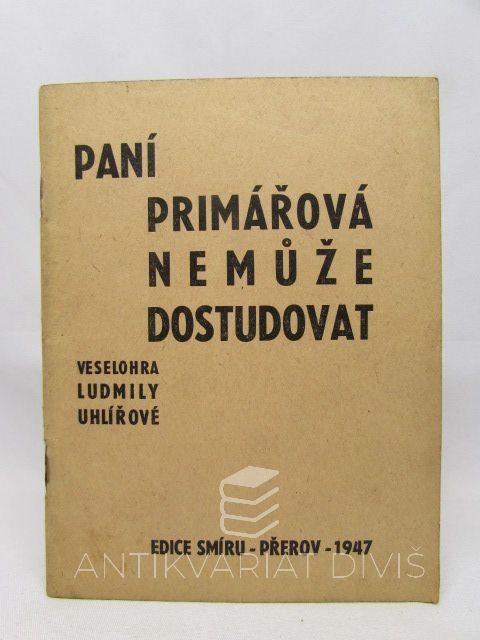 PANÍ
PRIMÁŘOVÁ
NEMŮŽE
DOSTUDOVAT
VESELOHRA
LUDMILY
UHLÍŘOVÉ
EDICE SMÍRU - PŘEROV - 1947
ANTIKVARIÁT DIVIŠ